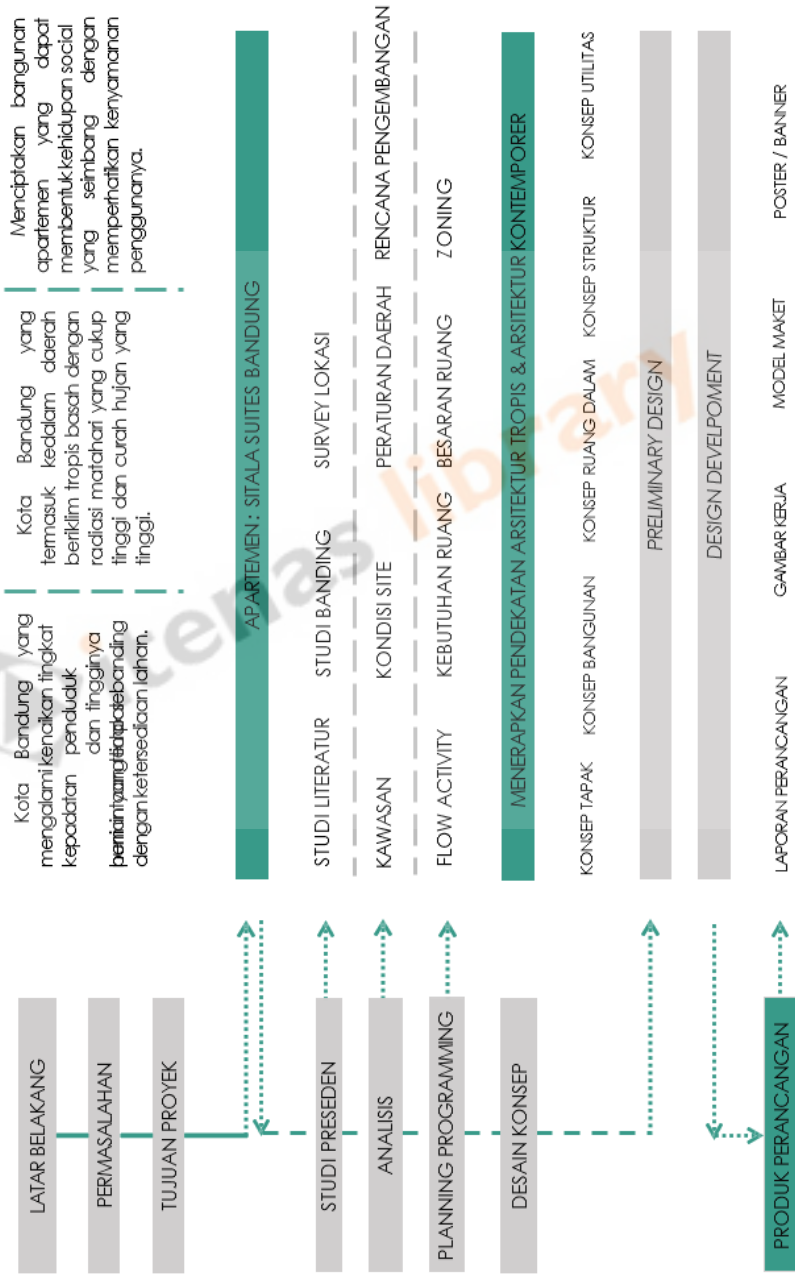 LATAR BELAKANG
PERMASALAHAN
TUJUAN PROYEK
Kota Bandung yang
mengalami kenaikan tingkat
kepadatan penduduk
dan tingginya
sebanding
dengan ketersediaan lahan.
Kota Bandung yang
termasuk kedalam daerah
beriklim tropis basah dengan
radiasi matahari yang cukup
tinggi dan curah hujan yang
tinggi.
Menciptakan bangunan
apartemen yang dapat
membentuk kehidupan social
yang seimbang dengan
memperhatikan kenyamanan
penggunanya.
APARTEMEN : SITALA SUITES BANDUNG
STUDI PRESEDEN
STUDI LITERATUR STUDI BANDING SURVEY LOKASI
ANALISIS
KAWASAN KONDISI SITE PERATURAN DAERAH RENCANA PENGEMBANGAN
PLANNING PROGRAMMING
FLOW ACTIVITY KEBUTUHAN RUANG BESARAN RUANG ZONING
DESAIN KONSEP
MENERAPKAN PENDEKATAN ARSITEKTUR TROPIS & ARSITEKTUR KONTEMPORER
KONSEP TAPAK KONSEP BANGUNAN KONSEP RUANG DALAM KONSEP STRUKTUR KONSEP UTILITAS
PRELIMINARY DESIGN
DESIGN DEVELPOMENT
PRODUK PERANCANGAN
LAPORAN PERANCANGAN GAMBAR KERJA MODEL MAKET POSTER / BANNER
itenas library